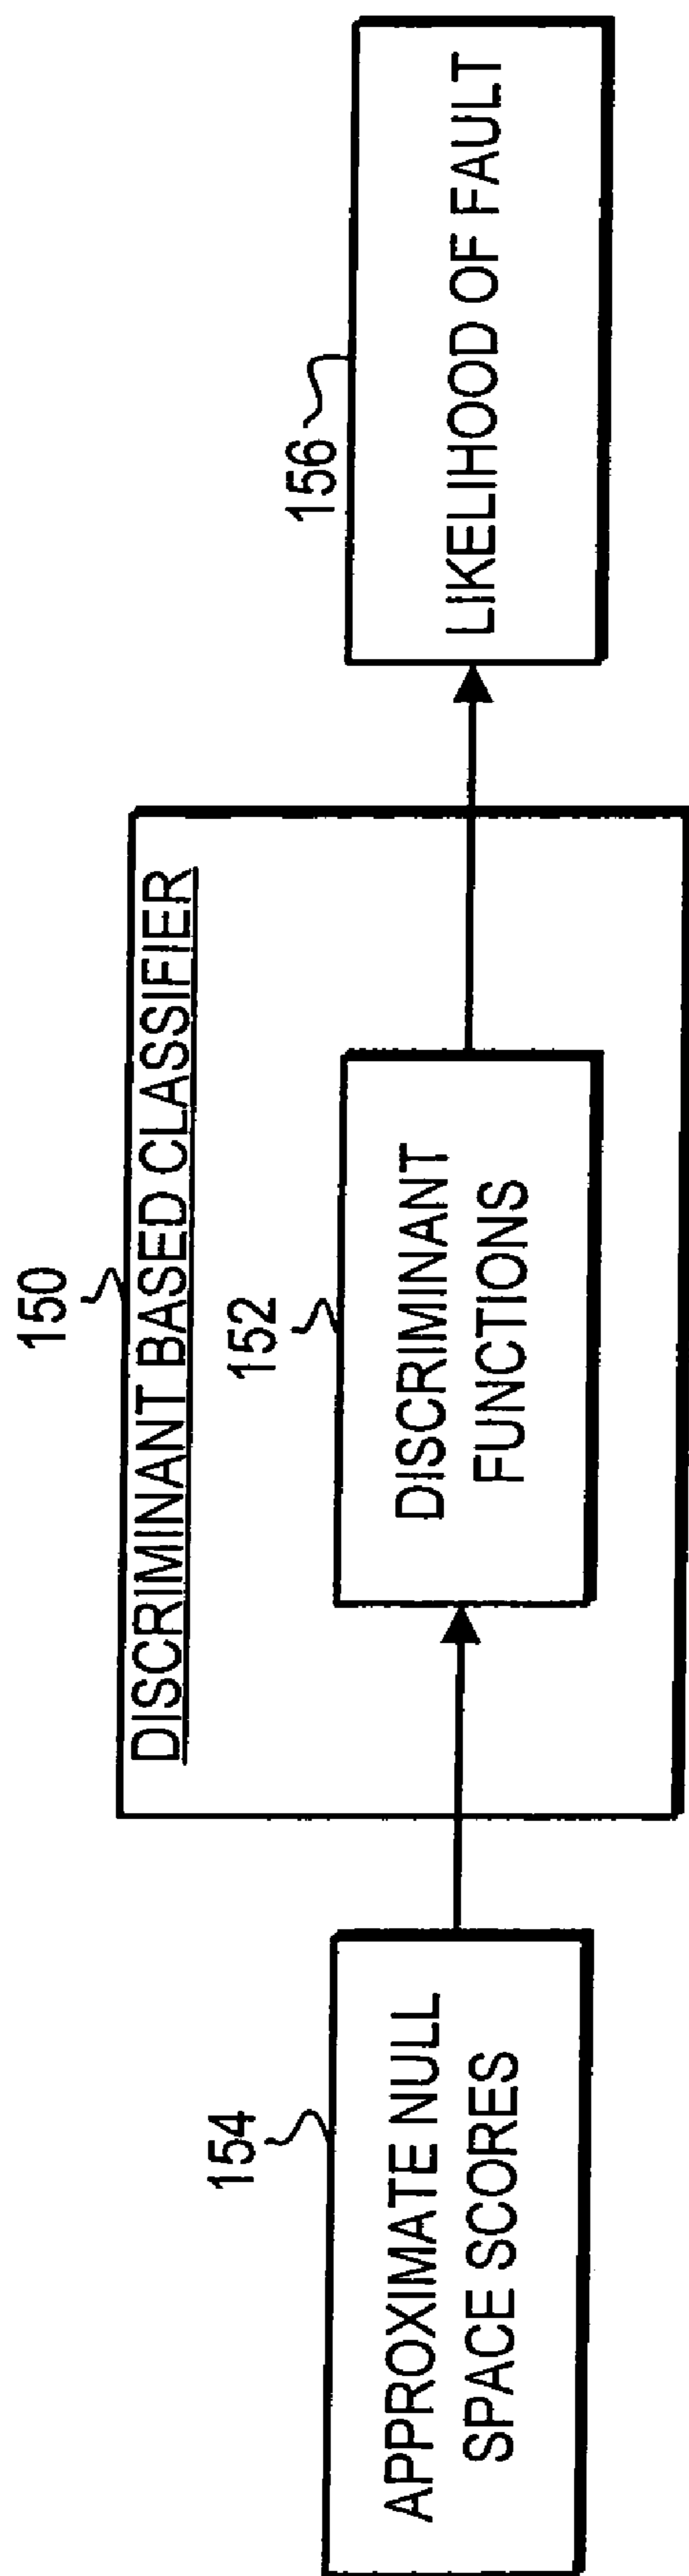 150
DISCRIMINANT BASED CLASSIFIER
154
APPROXIMATE NULL
SPACE SCORES
152
DISCRIMINANT
FUNCTIONS
156
LIKELIHOOD OF FAULT